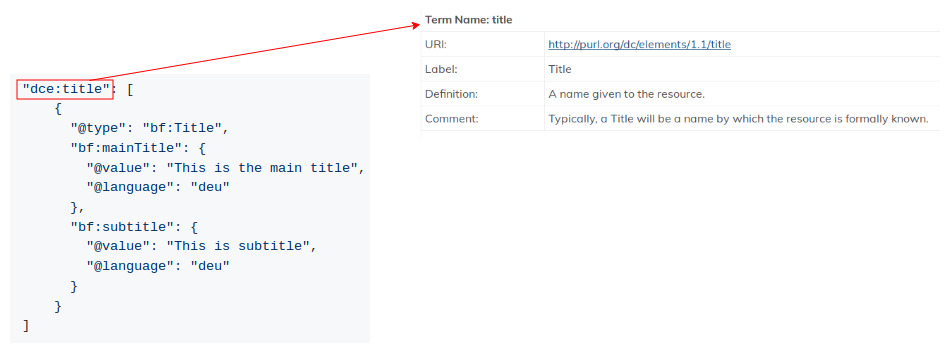 "dce:title": [
    {
      "@type": "bf:Title",
      "bf:mainTitle": {
        "@value": "This is the main title",
        "@language": "deu"
      },
      "bf:subtitle": {
        "@value": "This is subtitle",
        "@language": "deu"
      }
    }
]
Term Name: title
URI: http://purl.org/dc/elements/1.1/title
Label: Title
Definition: A name given to the resource.
Comment: Typically, a Title will be a name by which the resource is formally known.